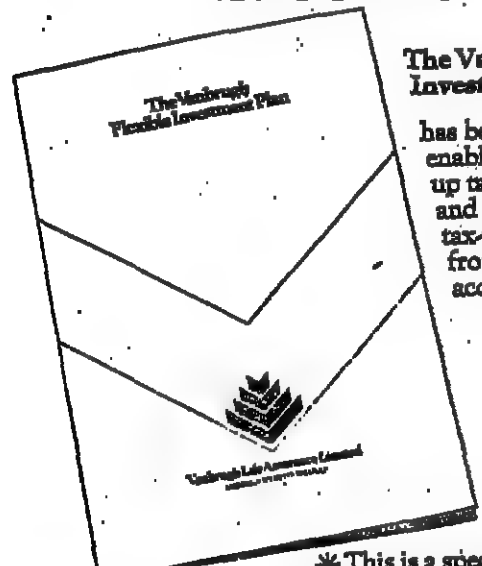 The Vanbrugh
Flexible Investment Plan
Vanbrugh Life Assurance Limited
The Va
Invest
has be
enabl
up ta
and
tax-
fro
acc
This is a spec